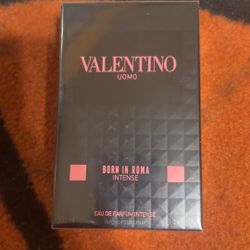 VALENTINO
UOMO
BORN IN ROMA
INTENSE
EAU DE PARFUM INTENSE